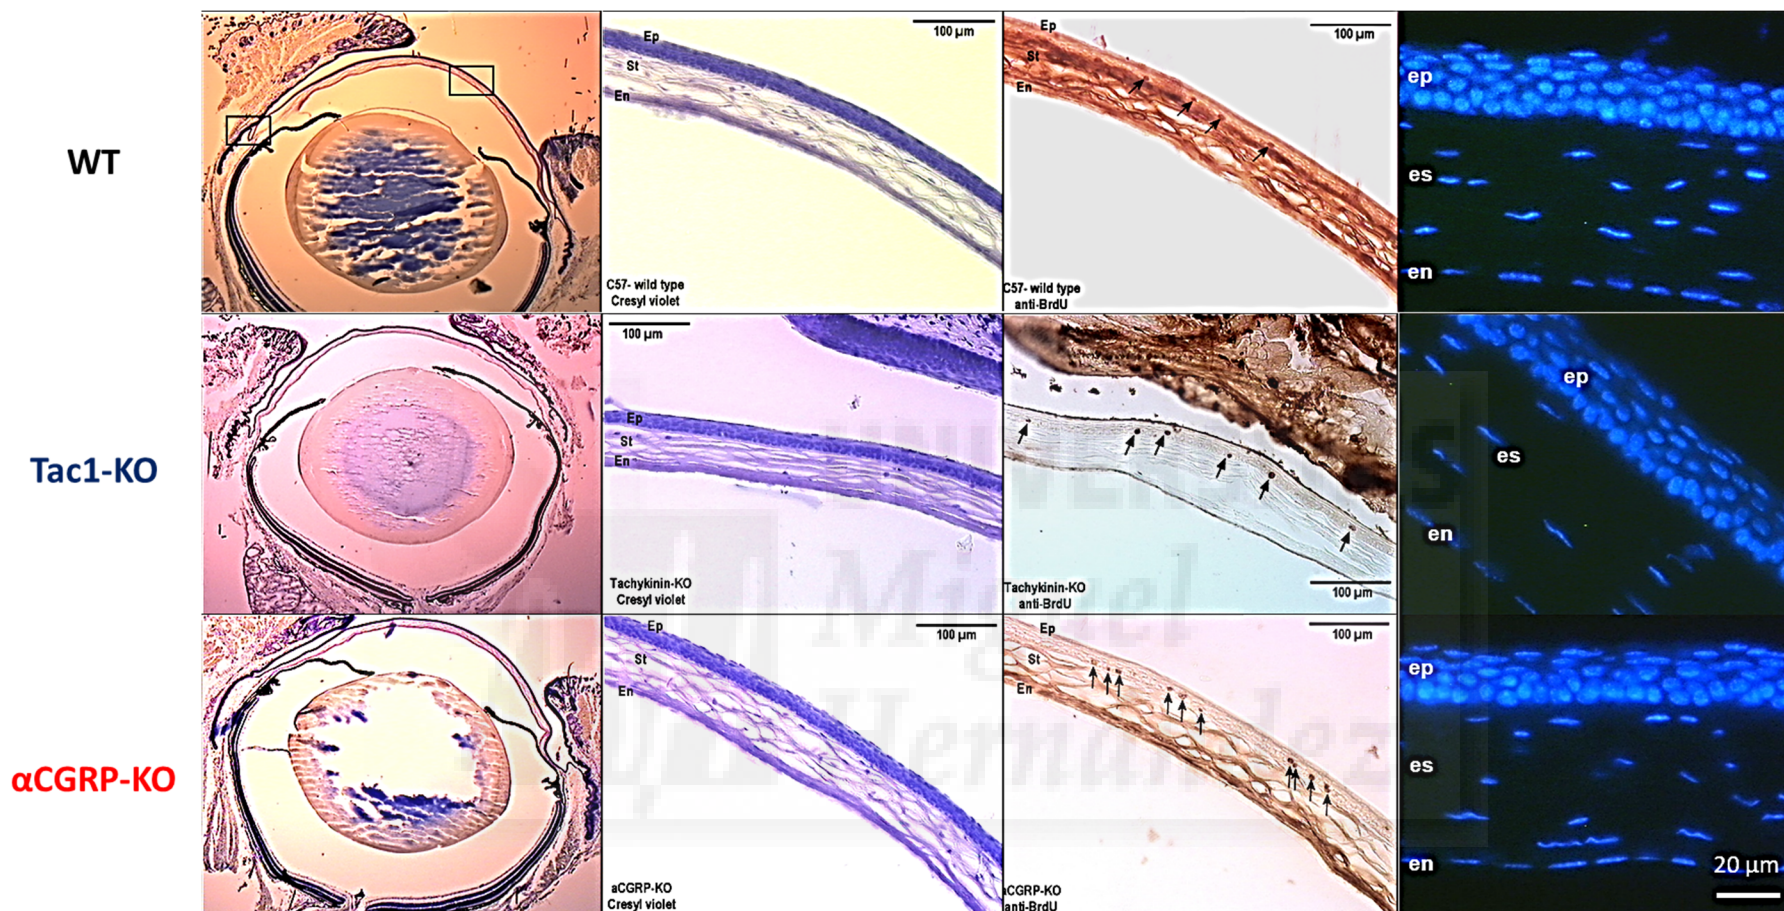 WT
Ep
St
En
100 µm
C57- wild type
Cresyl violet
Ep
St
En
100 µm
C57- wild type
anti-BrdU
ep
es
en
Tac1-KO
100 µm
Ep
St
En
Tachykinin-KO
Cresyl violet
Tachykinin-KO
anti-BrdU
100 µm
ep
es
en
αCGRP-KO
Ep
St
En
100 µm
aCGRP-KO
Cresyl violet
Ep
St
En
100 µm
aCGRP-KO
anti-BrdU
ep
es
en
20 µm
UNIVERSITAS
Miguel
Hernández